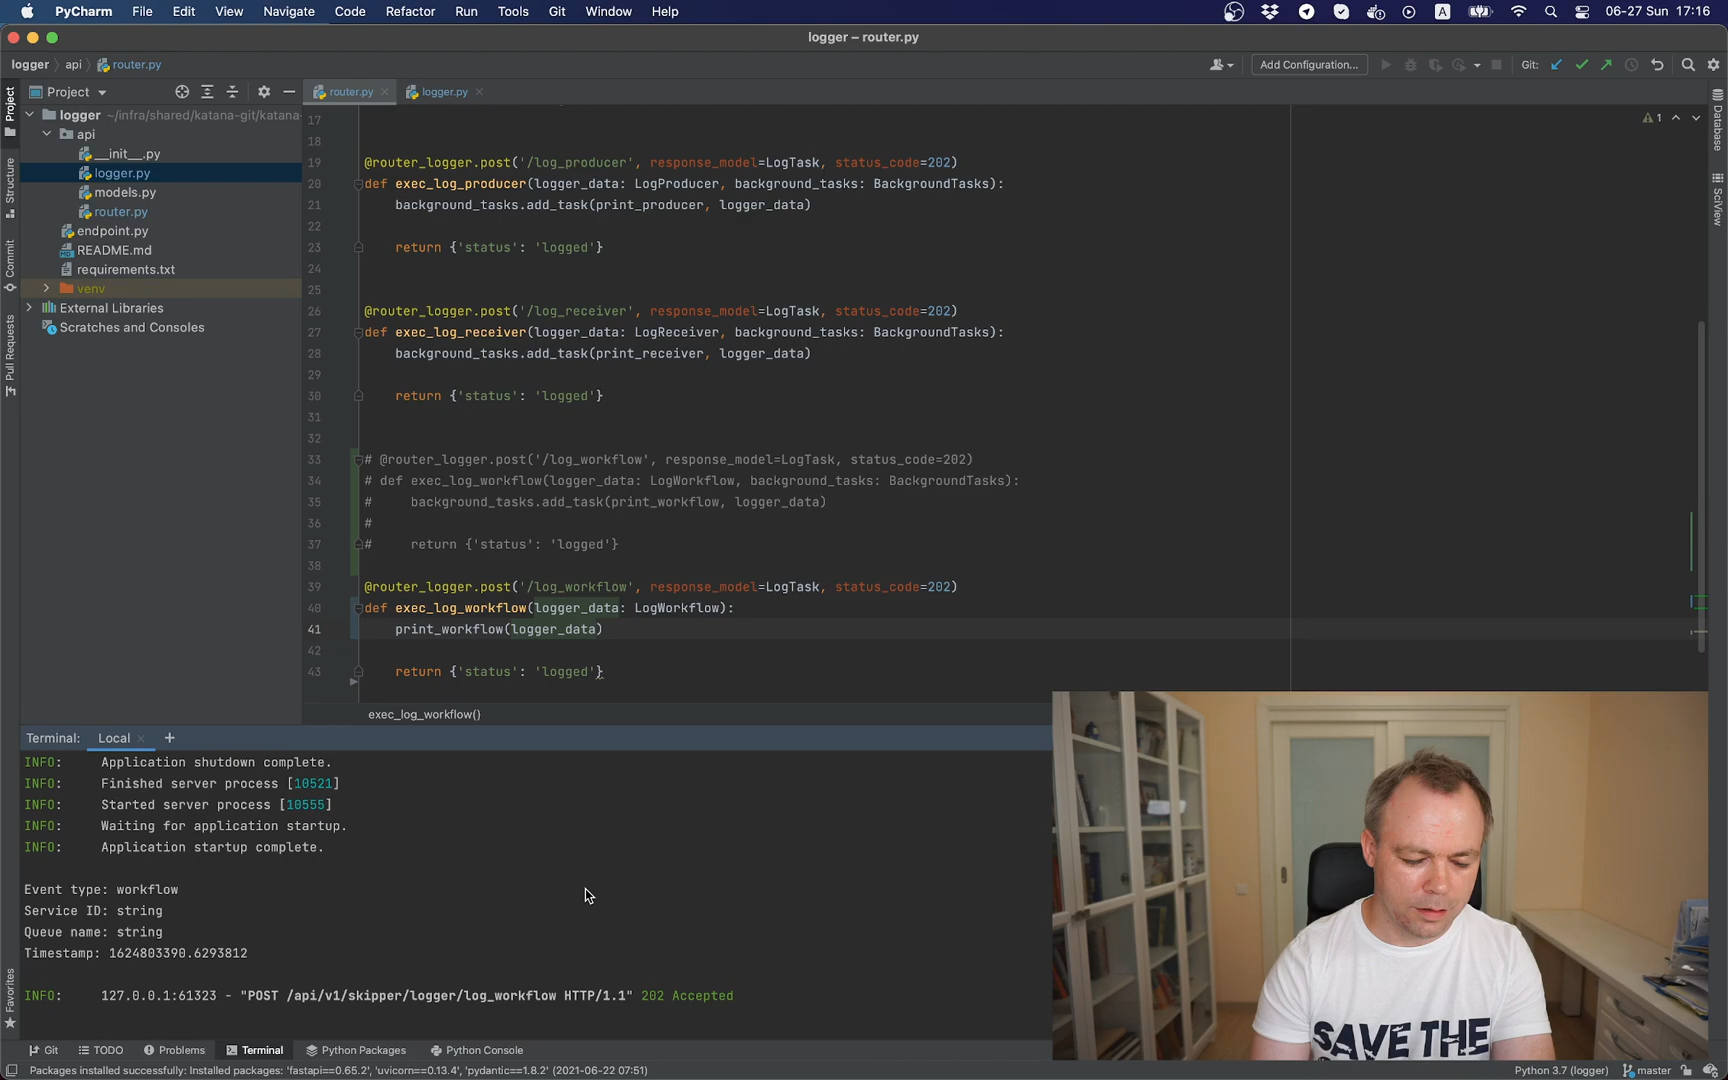 PyCharm File Edit View Navigate Code Refactor Run Tools Git Window Help
A 06-27 Sun 17:16
logger – router.py
logger api router.py
Add Configuration... Git:
Project
router.py logger.py
logger ~/infra/shared/katana-git/katana-
api
__init__.py
logger.py
models.py
router.py
endpoint.py
README.md
requirements.txt
venv
External Libraries
Scratches and Consoles
Project
Structure
Commit
Pull Requests
Favorites
Database
SciView
1
17
18
19 @router_logger.post('/log_producer', response_model=LogTask, status_code=202)
20 def exec_log_producer(logger_data: LogProducer, background_tasks: BackgroundTasks):
21 background_tasks.add_task(print_producer, logger_data)
22
23 return {'status': 'logged'}
24
25
26 @router_logger.post('/log_receiver', response_model=LogTask, status_code=202)
27 def exec_log_receiver(logger_data: LogReceiver, background_tasks: BackgroundTasks):
28 background_tasks.add_task(print_receiver, logger_data)
29
30 return {'status': 'logged'}
31
32
33 # @router_logger.post('/log_workflow', response_model=LogTask, status_code=202)
34 # def exec_log_workflow(logger_data: LogWorkflow, background_tasks: BackgroundTasks):
35 # background_tasks.add_task(print_workflow, logger_data)
36 #
37 # return {'status': 'logged'}
38
39 @router_logger.post('/log_workflow', response_model=LogTask, status_code=202)
40 def exec_log_workflow(logger_data: LogWorkflow):
41 print_workflow(logger_data)
42
43 return {'status': 'logged'}
exec_log_workflow()
Terminal: Local +
INFO: Application shutdown complete.
INFO: Finished server process [10521]
INFO: Started server process [10555]
INFO: Waiting for application startup.
INFO: Application startup complete.
Event type: workflow
Service ID: string
Queue name: string
Timestamp: 1624803390.6293812
INFO: 127.0.0.1:61323 - "POST /api/v1/skipper/logger/log_workflow HTTP/1.1" 202 Accepted
SAVE THE
Git TODO Problems Terminal Python Packages Python Console
Packages installed successfully: Installed packages: 'fastapi==0.65.2', 'uvicorn==0.13.4', 'pydantic==1.8.2' (2021-06-22 07:51)
Python 3.7 (logger) master